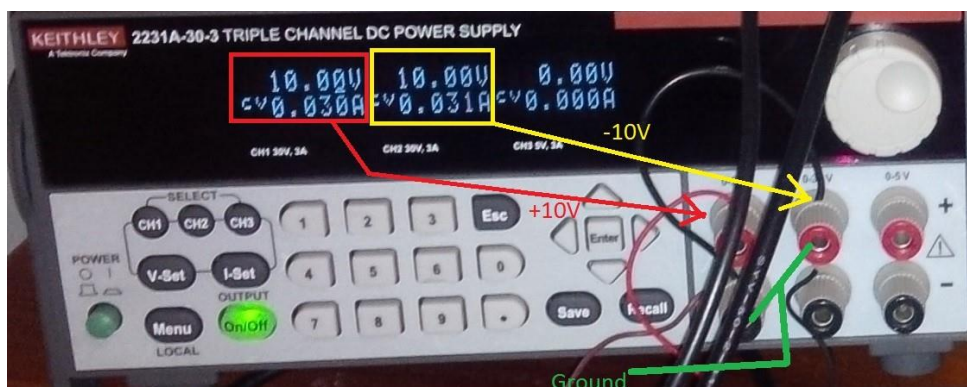 KEITHLEY 2231A-30-3 TRIPLE CHANNEL DC POWER SUPPLY
A Tektronix Company
10.00V 10.00V 0.00V
CV 0.030A CV 0.031A CV 0.000A
-10V
CH1 30V, 3A CH2 30V, 3A CH3 5V, 3A
0-5 V
SELECT
+10V
CH1 CH2 CH3 1 2 3 Esc
+
Enter
POWER
V-Set I-Set 4 5 6 0
OUTPUT
-
Menu On/Off 7 8 9 . Save Recall
LOCAL
Ground